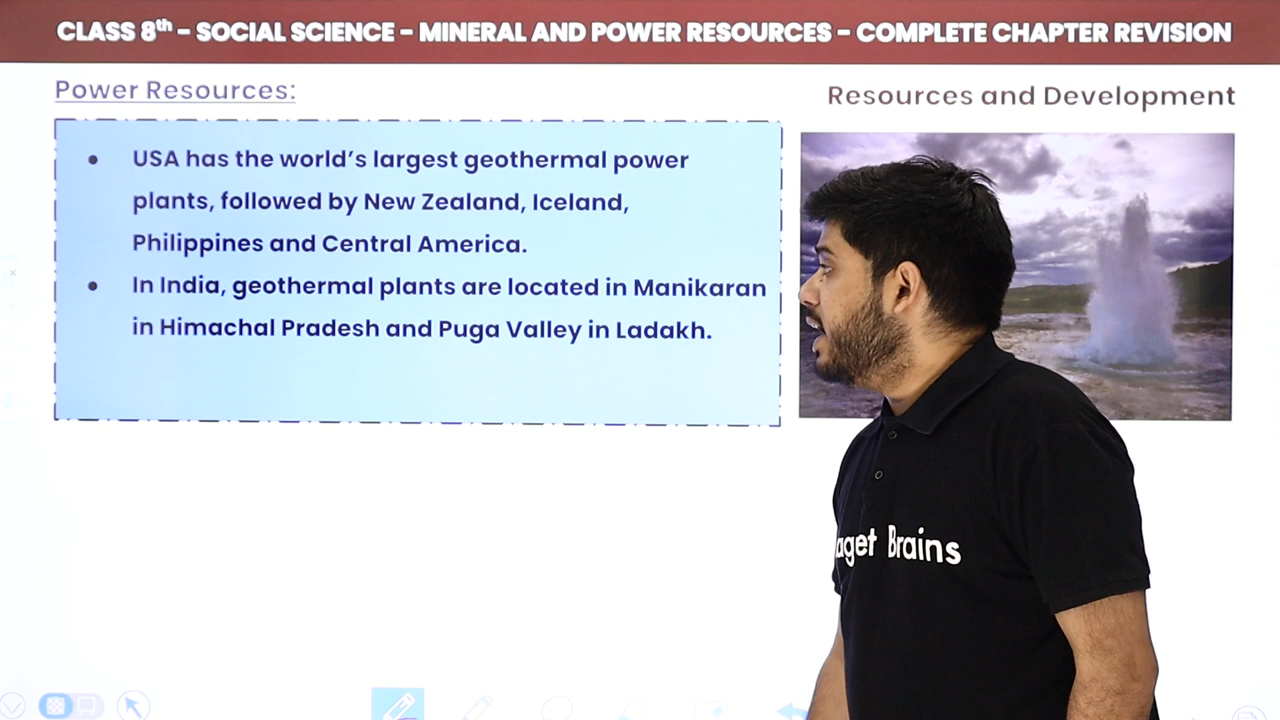 CLASS 8th – SOCIAL SCIENCE – MINERAL AND POWER RESOURCES – COMPLETE CHAPTER REVISION
Power Resources:
Resources and Development
• USA has the world's largest geothermal power
plants, followed by New Zealand, Iceland,
Philippines and Central America.
• In India, geothermal plants are located in Manikaran
in Himachal Pradesh and Puga Valley in Ladakh.
aget Brains